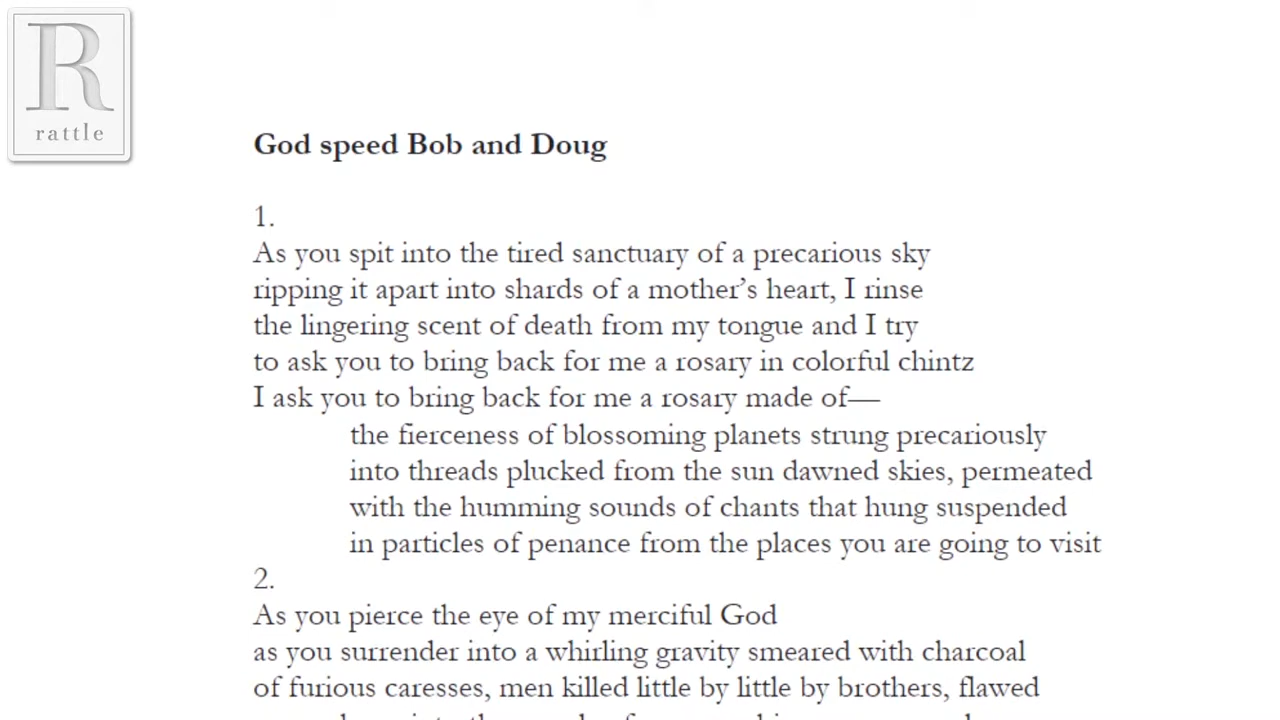 R
rattle
God speed Bob and Doug
1.
As you spit into the tired sanctuary of a precarious sky
ripping it apart into shards of a mother’s heart, I rinse
the lingering scent of death from my tongue and I try
to ask you to bring back for me a rosary in colorful chintz
I ask you to bring back for me a rosary made of—
the fierceness of blossoming planets strung precariously
into threads plucked from the sun dawned skies, permeated
with the humming sounds of chants that hung suspended
in particles of penance from the places you are going to visit
2.
As you pierce the eye of my merciful God
as you surrender into a whirling gravity smeared with charcoal
of furious caresses, men killed little by little by brothers, flawed